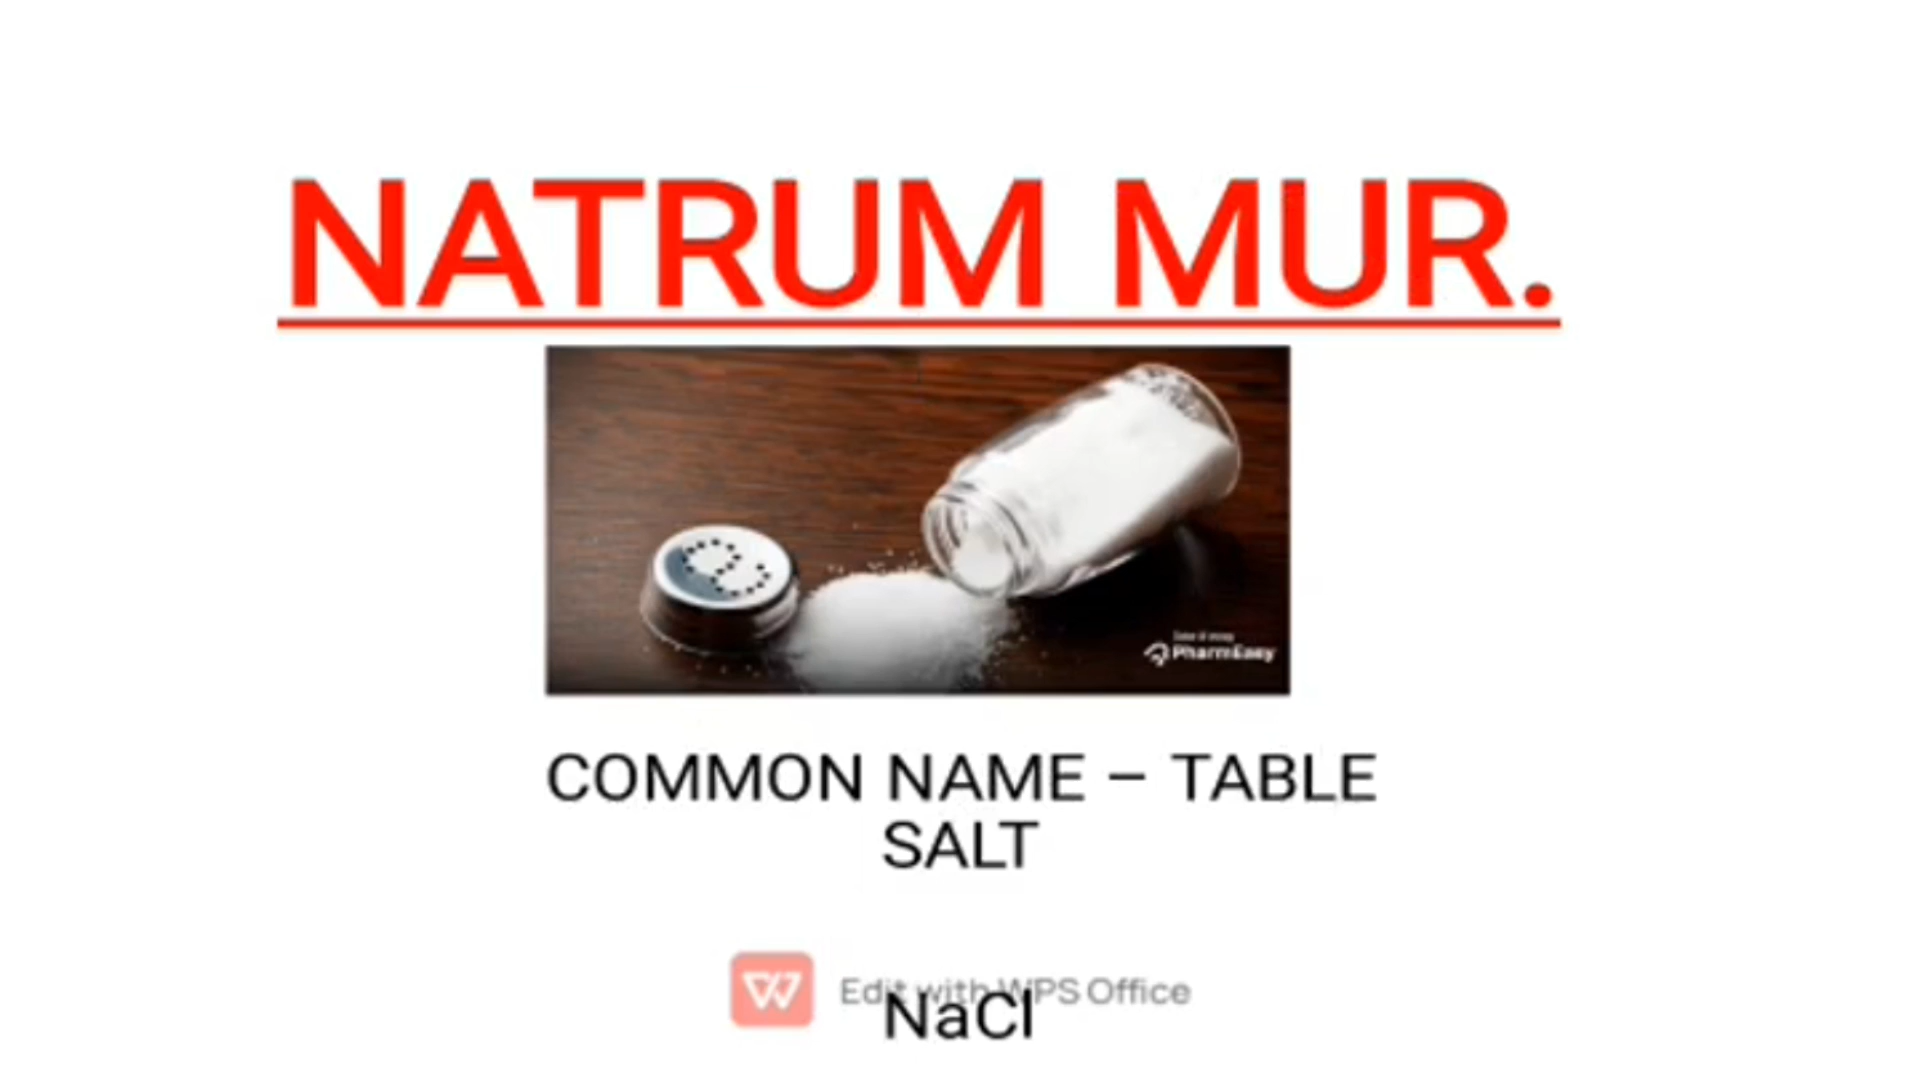 NATRUM MUR.
PharmEasy
COMMON NAME – TABLE
SALT
Edit with WPS Office
NaCl